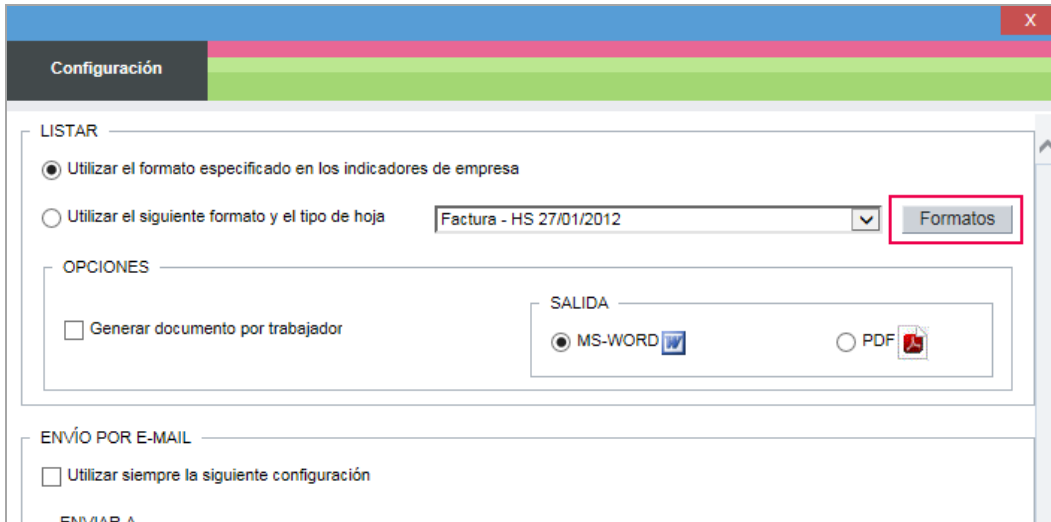 X
Configuración
LISTAR
Utilizar el formato especificado en los indicadores de empresa
Utilizar el siguiente formato y el tipo de hoja Factura - HS 27/01/2012 Formatos
OPCIONES
SALIDA
Generar documento por trabajador
MS-WORD W PDF
ENVÍO POR E-MAIL
Utilizar siempre la siguiente configuración
ENVIAR A